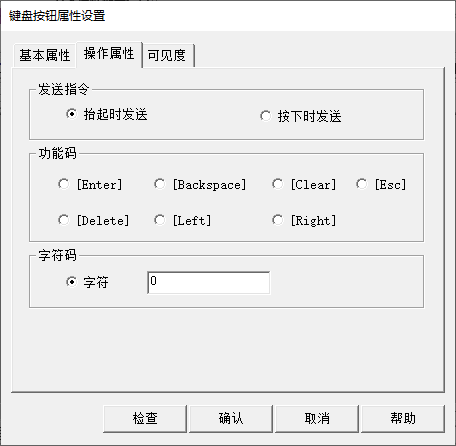 键盘按钮属性设置
基本属性 操作属性 可见度
发送指令
抬起时发送 按下时发送
功能码
[Enter] [Backspace] [Clear] [Esc]
[Delete] [Left] [Right]
字符码
字符 0
检查 确认 取消 帮助